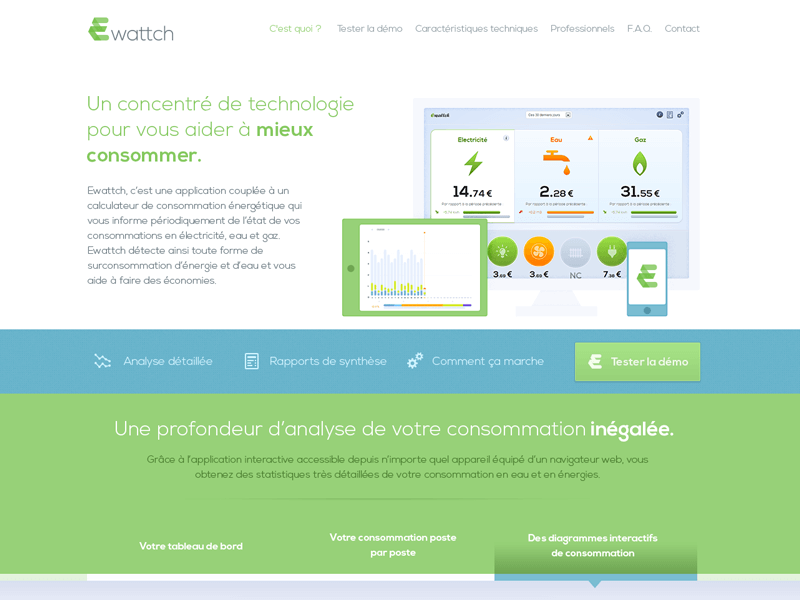 Ewattch
C'est quoi ?
Tester la démo
Caractéristiques techniques
Professionnels
F.A.Q.
Contact
Un concentré de technologie
pour vous aider à mieux
consommer.
Ewattch, c'est une application couplée à un
calculateur de consommation énergétique qui
vous informe périodiquement de l'état de vos
consommations en électricité, eau et gaz.
Ewattch détecte ainsi toute forme de
surconsommation d'énergie et d'eau et vous
aide à faire des économies.
Electricité
Eau
Gaz
14.74 €
2.28 €
31.55 €
NC
Analyse détaillée
Rapports de synthèse
Comment ça marche
Tester la démo
Une profondeur d'analyse de votre consommation inégalée.
Grâce à l'application interactive accessible depuis n'importe quel appareil équipé d'un navigateur web, vous
obtenez des statistiques très détaillées de votre consommation en eau et en énergies.
Votre tableau de bord
Votre consommation poste
par poste
Des diagrammes interactifs
de consommation